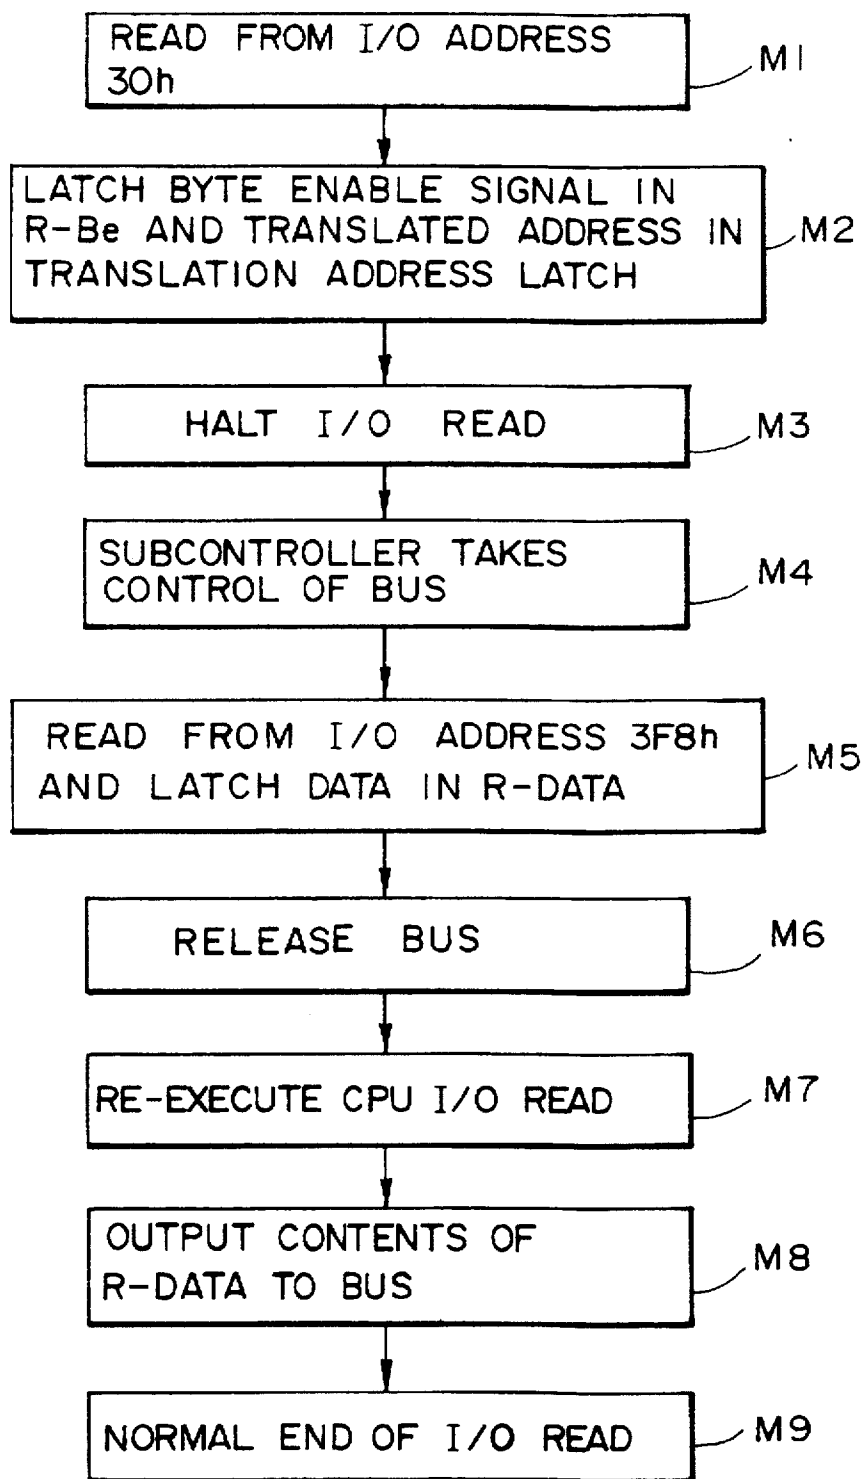 READ FROM I/O ADDRESS
30h
M1
LATCH BYTE ENABLE SIGNAL IN
R-Be AND TRANSLATED ADDRESS IN
TRANSLATION ADDRESS LATCH
M2
HALT I/O READ
M3
SUBCONTROLLER TAKES
CONTROL OF BUS
M4
READ FROM I/O ADDRESS 3F8h
AND LATCH DATA IN R-DATA
M5
RELEASE BUS
M6
RE-EXECUTE CPU I/O READ
M7
OUTPUT CONTENTS OF
R-DATA TO BUS
M8
NORMAL END OF I/O READ
M9